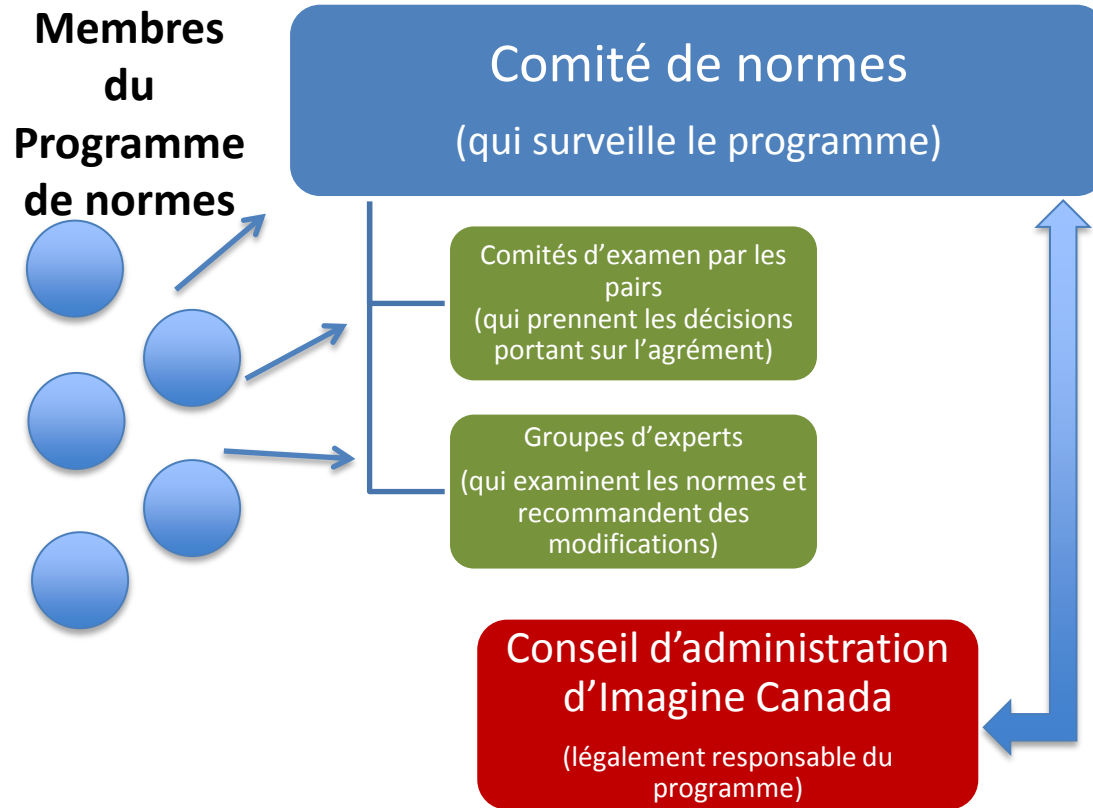 Membres
du
Programme
de normes
Comité de normes
(qui surveille le programme)
Comités d’examen par les
pairs
(qui prennent les décisions
portant sur l’agrément)
Groupes d’experts
(qui examinent les normes et
recommandent des
modifications)
Conseil d’administration
d’Imagine Canada
(légalement responsable du
programme)